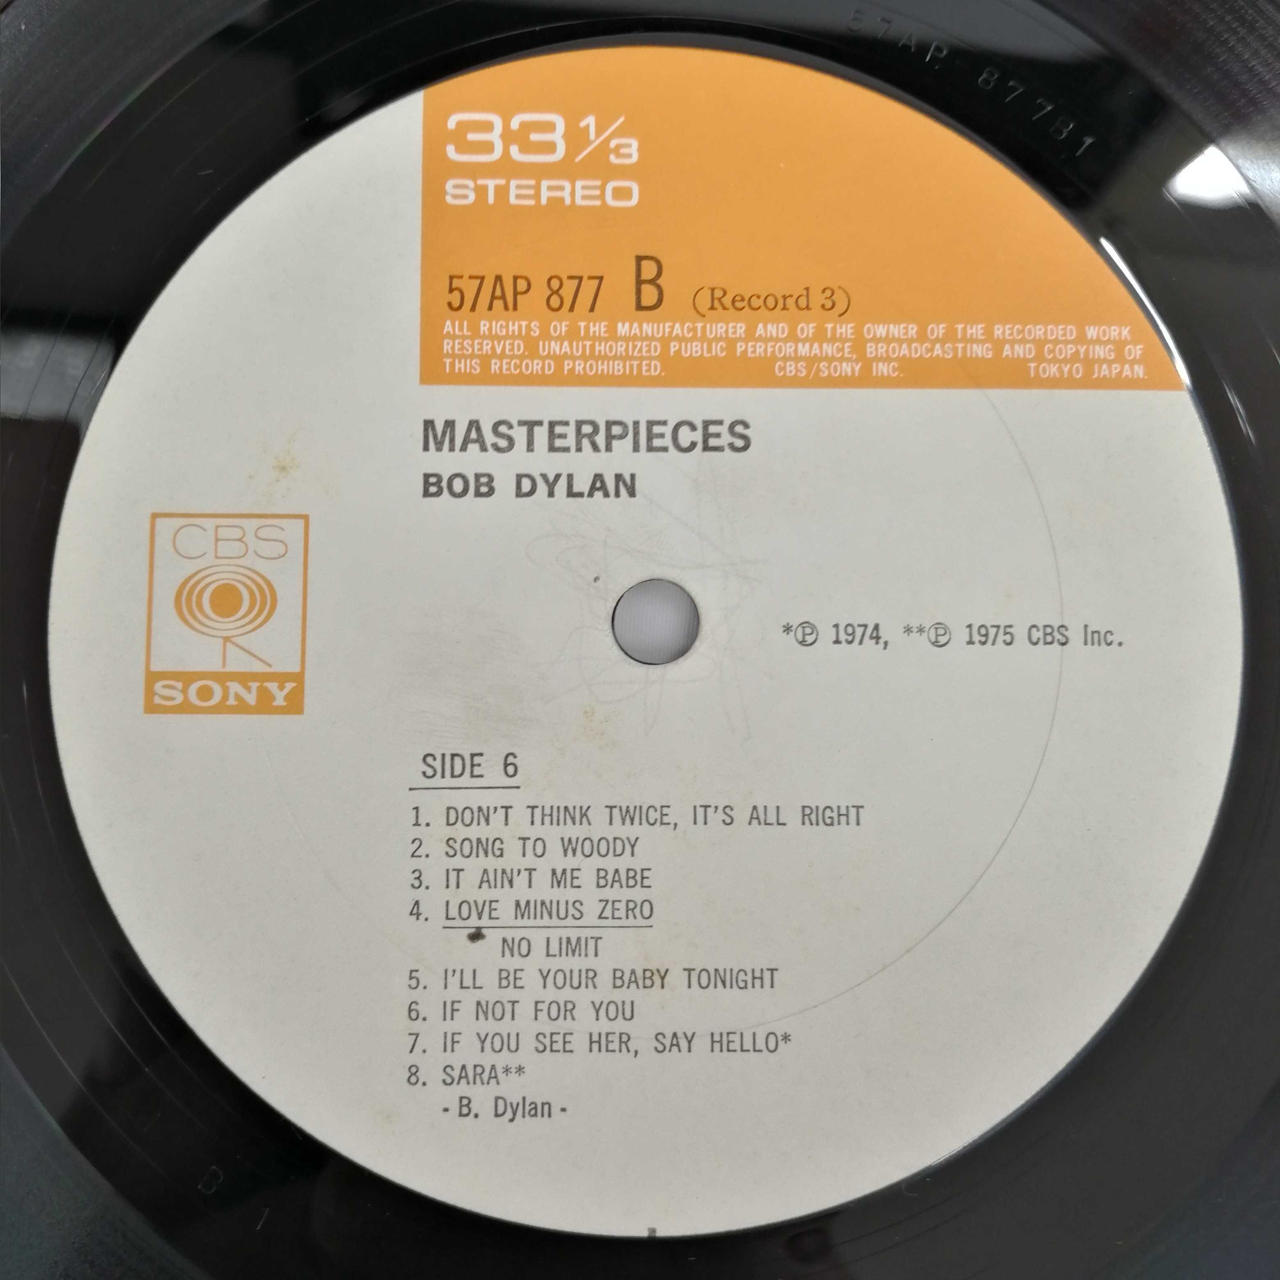 57AP 877B1
33 1/3
STEREO
57AP 877 B (Record 3)
ALL RIGHTS OF THE MANUFACTURER AND OF THE OWNER OF THE RECORDED WORK
RESERVED. UNAUTHORIZED PUBLIC PERFORMANCE, BROADCASTING AND COPYING OF
THIS RECORD PROHIBITED. CBS/SONY INC. TOKYO JAPAN.
MASTERPIECES
BOB DYLAN
CBS
SONY
*℗ 1974, **℗ 1975 CBS Inc.
SIDE 6
1. DON'T THINK TWICE, IT'S ALL RIGHT
2. SONG TO WOODY
3. IT AIN'T ME BABE
4. LOVE MINUS ZERO
NO LIMIT
5. I'LL BE YOUR BABY TONIGHT
6. IF NOT FOR YOU
7. IF YOU SEE HER, SAY HELLO*
8. SARA**
- B. Dylan -